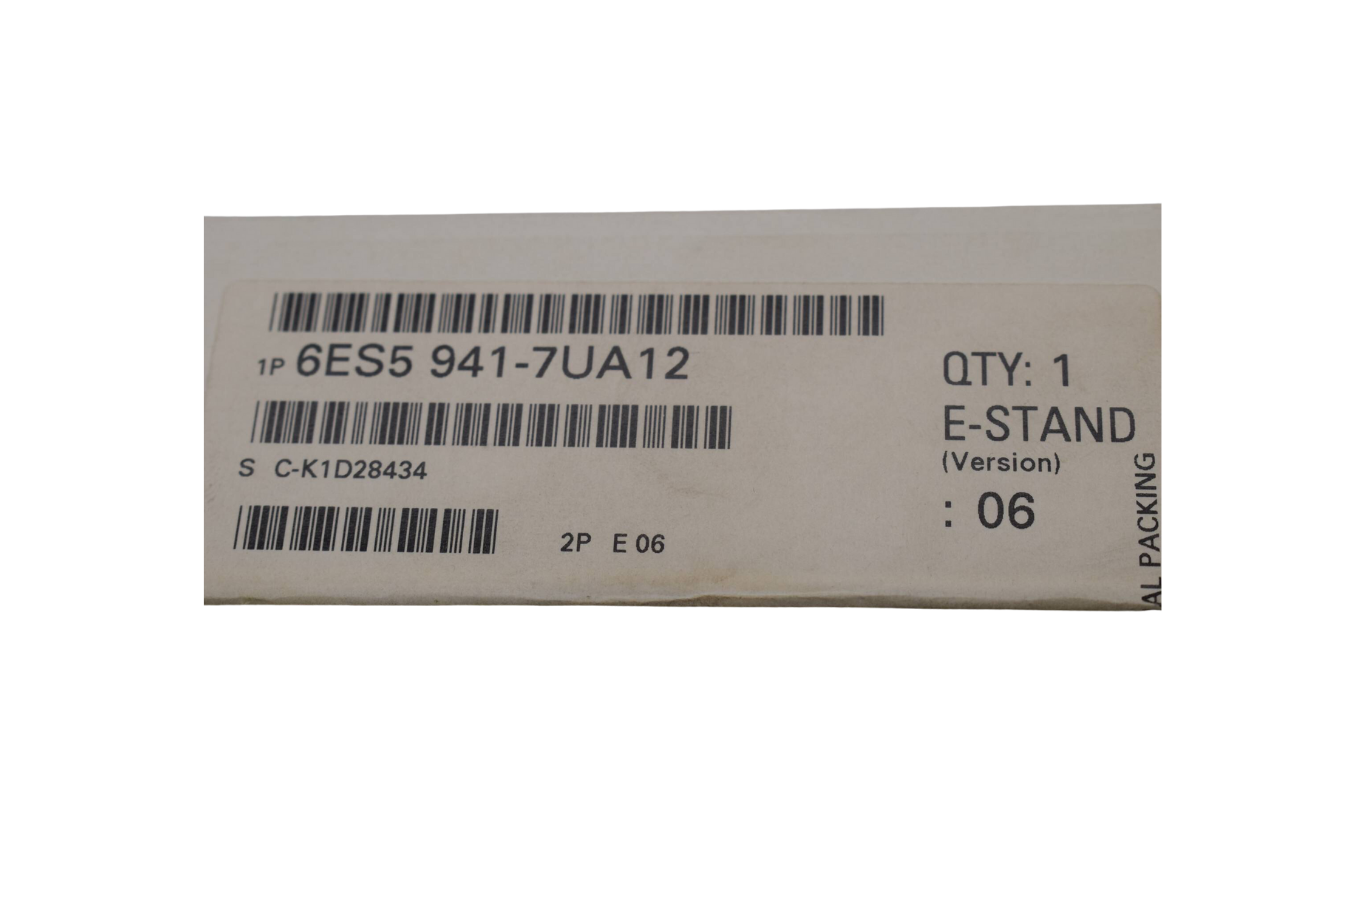 1P 6ES5 941-7UA12
S C-K1D28434
2P E 06
QTY: 1
E-STAND
(Version)
: 06
AL PACKING